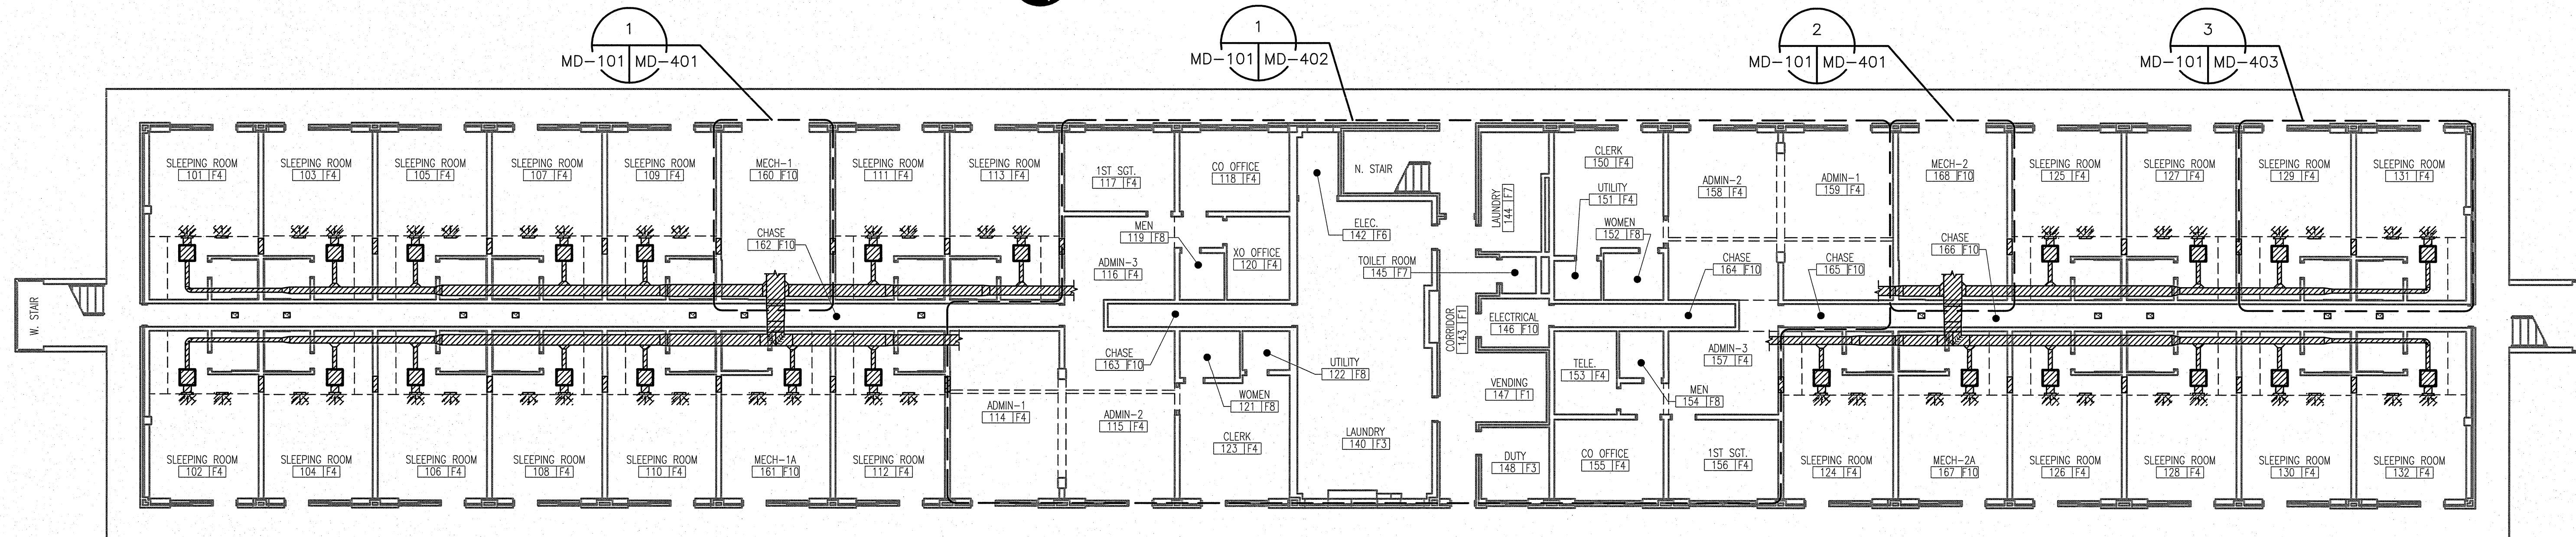 1
MD-101 MD-401
1
MD-101 MD-402
2
MD-101 MD-401
3
MD-101 MD-403
SLEEPING ROOM
101 F4
SLEEPING ROOM
103 F4
SLEEPING ROOM
105 F4
SLEEPING ROOM
107 F4
SLEEPING ROOM
109 F4
MECH-1
160 F10
SLEEPING ROOM
111 F4
SLEEPING ROOM
113 F4
1ST SGT.
117 F4
CO OFFICE
118 F4
N. STAIR
LAUNDRY
144 F7
CLERK
150 F4
UTILITY
151 F4
WOMEN
152 F8
ADMIN-2
158 F4
ADMIN-1
159 F4
MECH-2
168 F10
SLEEPING ROOM
125 F4
SLEEPING ROOM
127 F4
SLEEPING ROOM
129 F4
SLEEPING ROOM
131 F4
CHASE
162 F10
MEN
119 F8
XO OFFICE
120 F4
ADMIN-3
116 F4
ELEC.
142 F6
TOILET ROOM
145 F7
CHASE
164 F10
CHASE
165 F10
CHASE
166 F10
W. STAIR
CHASE
163 F10
UTILITY
122 F8
WOMEN
121 F8
CORRIDOR
143 F1
ELECTRICAL
146 F10
TELE.
153 F4
ADMIN-3
157 F4
VENDING
147 F1
MEN
154 F8
ADMIN-1
114 F4
ADMIN-2
115 F4
CLERK
123 F4
LAUNDRY
140 F3
DUTY
148 F3
CO OFFICE
155 F4
1ST SGT.
156 F4
SLEEPING ROOM
102 F4
SLEEPING ROOM
104 F4
SLEEPING ROOM
106 F4
SLEEPING ROOM
108 F4
SLEEPING ROOM
110 F4
MECH-1A
161 F10
SLEEPING ROOM
112 F4
SLEEPING ROOM
124 F4
MECH-2A
167 F10
SLEEPING ROOM
126 F4
SLEEPING ROOM
128 F4
SLEEPING ROOM
130 F4
SLEEPING ROOM
132 F4